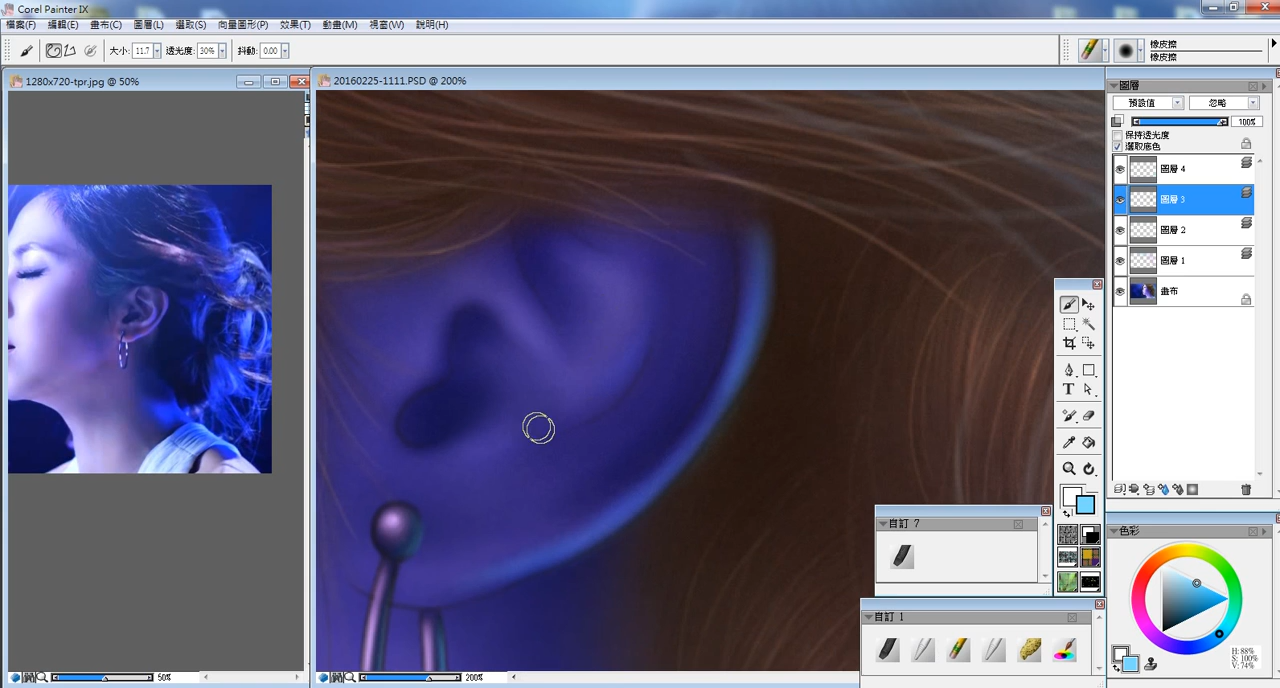 Corel Painter IX
檔案(F) 編輯(E) 畫布(C) 圖層(L) 選取(S) 向量圖形(P) 效果(T) 動畫(M) 視窗(W) 說明(H)
大小: 11.7 透光度: 30% 抖動: 0.00
橡皮擦
橡皮擦
1280x720-tpr.jpg @ 50%
20160225-1111.PSD @ 200%
圖層
預設值 忽略
100%
保持透光度
選取底色
圖層 4
圖層 3
圖層 2
圖層 1
畫布
自訂 7
自訂 1
色彩
H: 88%
S: 100%
V: 74%
50%
200%